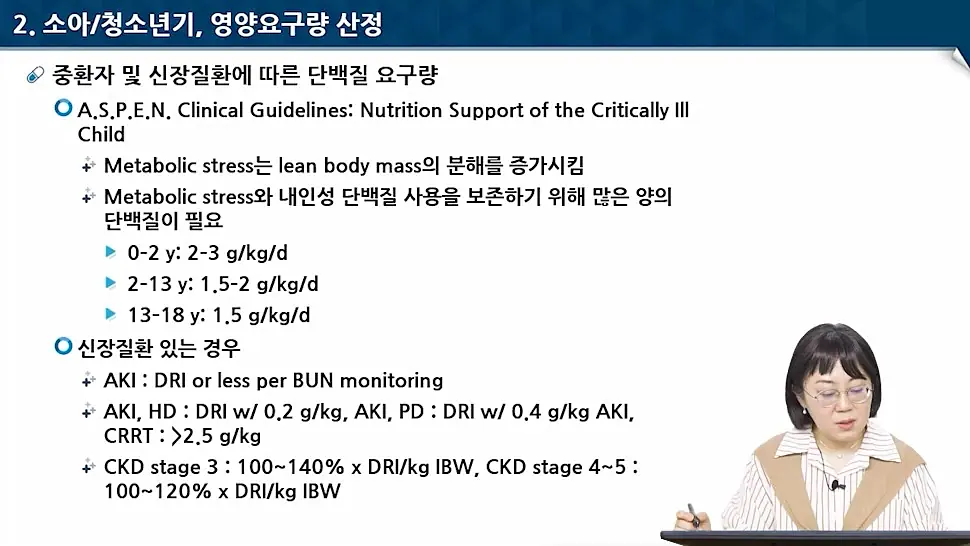 2. 소아/청소년기, 영양요구량 산정
중환자 및 신장질환에 따른 단백질 요구량
A.S.P.E.N. Clinical Guidelines: Nutrition Support of the Critically Ill
Child
Metabolic stress는 lean body mass의 분해를 증가시킴
Metabolic stress와 내인성 단백질 사용을 보존하기 위해 많은 양의
단백질이 필요
0-2 y: 2-3 g/kg/d
2-13 y: 1.5-2 g/kg/d
13-18 y: 1.5 g/kg/d
신장질환 있는 경우
AKI : DRI or less per BUN monitoring
AKI, HD : DRI w/ 0.2 g/kg, AKI, PD : DRI w/ 0.4 g/kg AKI,
CRRT : >2.5 g/kg
CKD stage 3 : 100~140% x DRI/kg IBW, CKD stage 4~5 :
100~120% x DRI/kg IBW